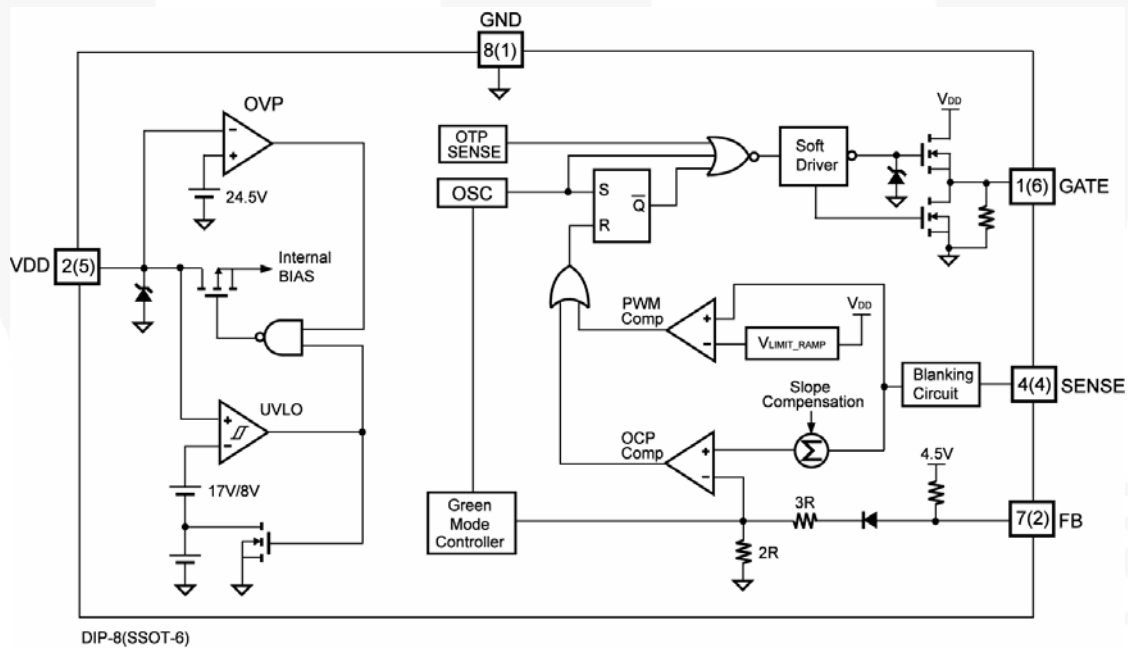 GND
8(1)
OVP
-
+
24.5V
VDD
2(5)
Internal
BIAS
UVLO
+
-
17V/8V
OTP
SENSE
OSC
S
Q
R
Soft
Driver
VDD
1(6)
GATE
PWM
Comp
+
-
VLIMIT_RAMP
VDD
Blanking
Circuit
4(4)
SENSE
Slope
Compensation
Σ
OCP
Comp
+
-
4.5V
3R
7(2)
FB
Green
Mode
Controller
2R
DIP-8(SSOT-6)